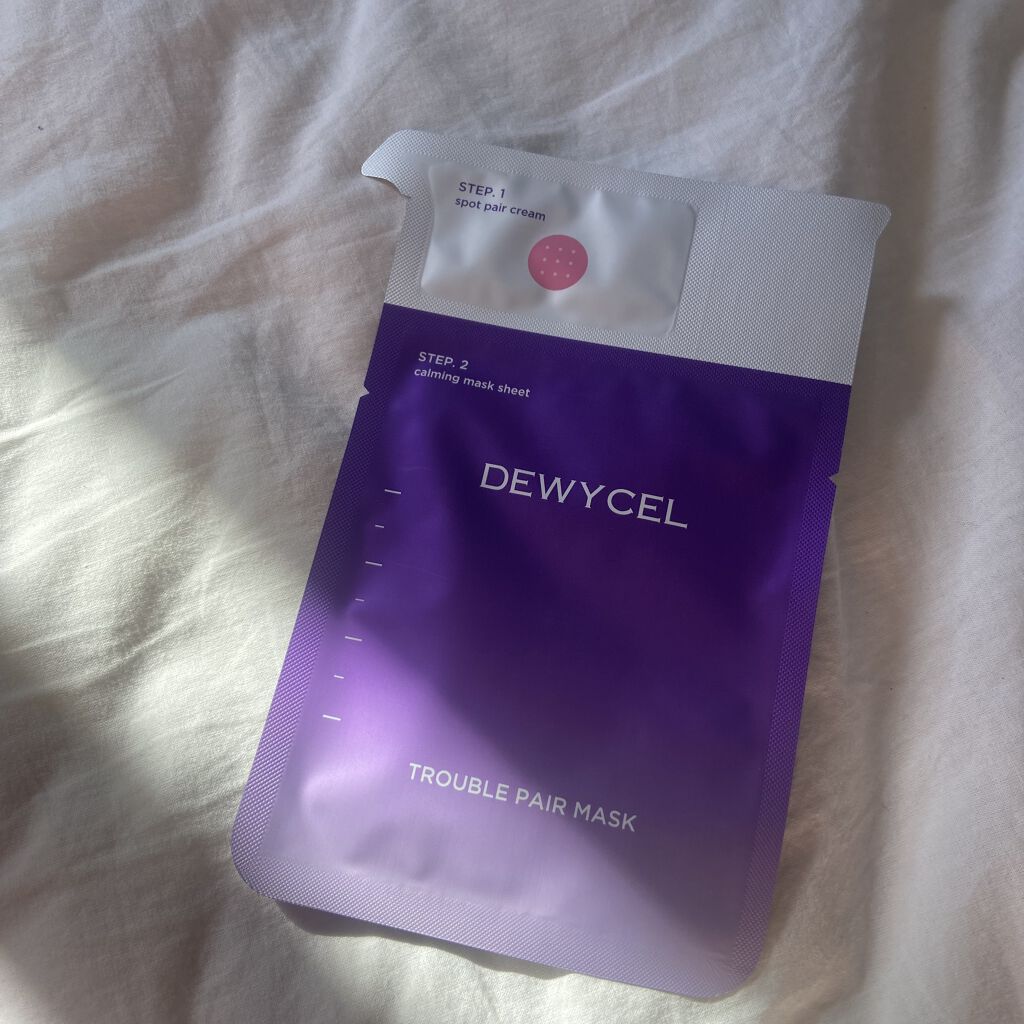 STEP. 1
spot pair cream
STEP. 2
calming mask sheet
DEWYCEL
TROUBLE PAIR MASK